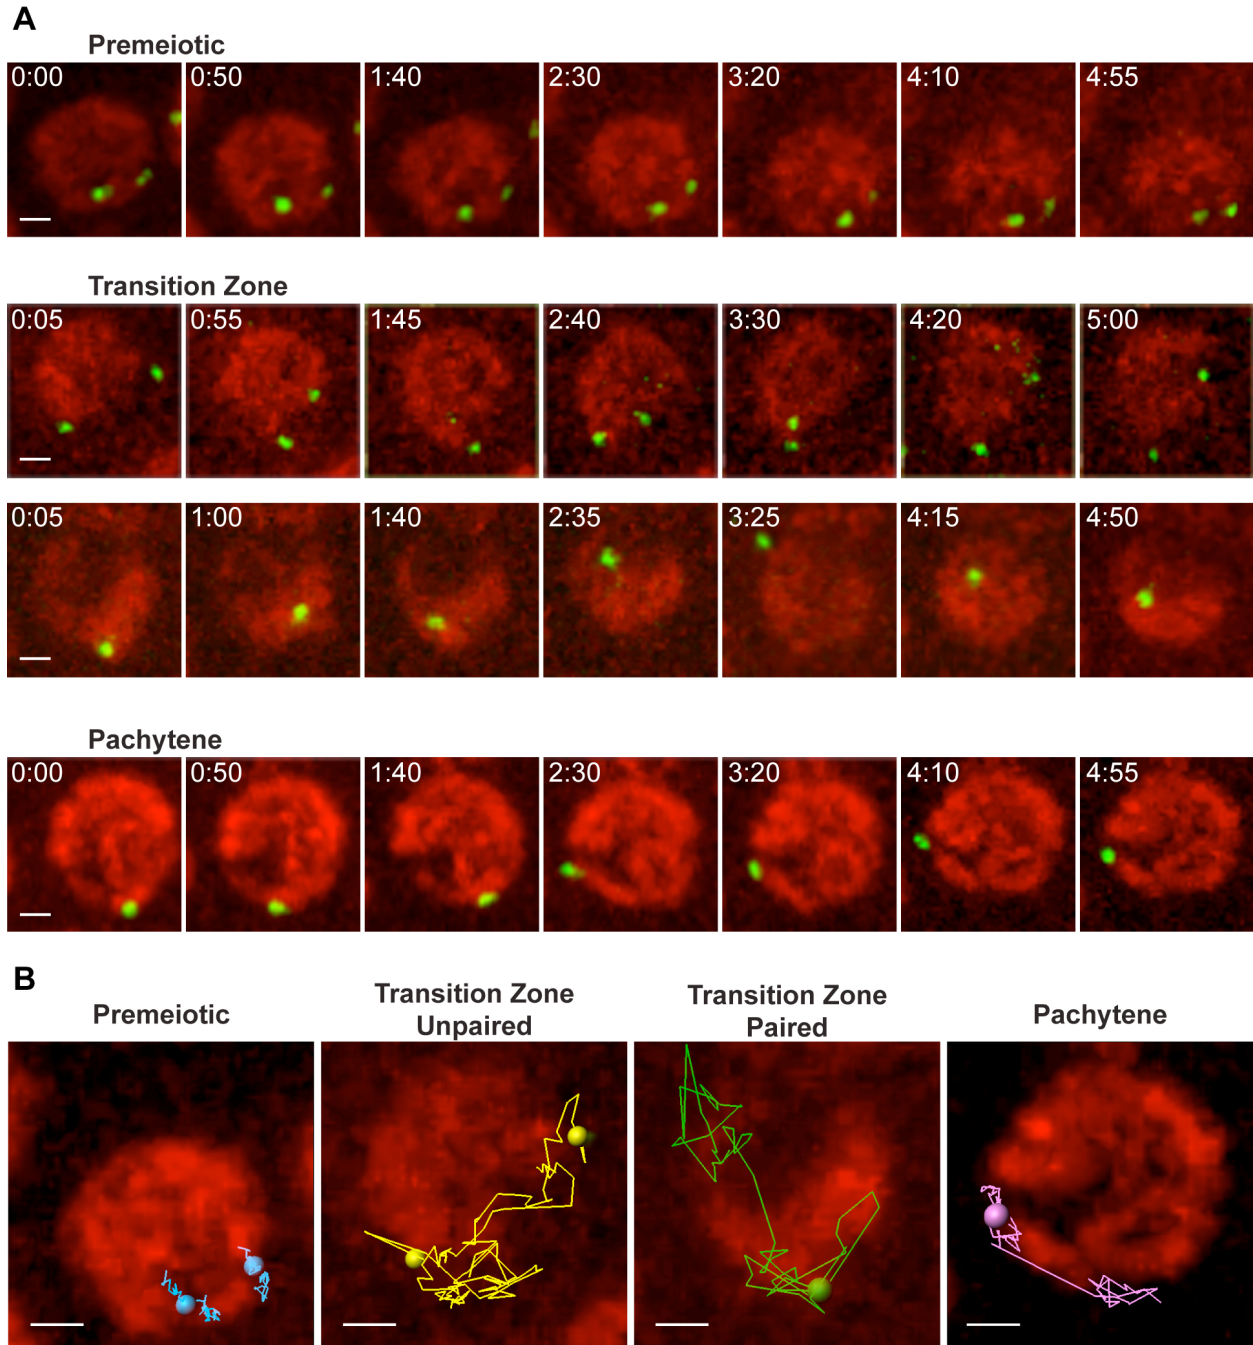 A
Premeiotic
0:00 0:50 1:40 2:30 3:20 4:10 4:55
Transition Zone
0:05 0:55 1:45 2:40 3:30 4:20 5:00
0:05 1:00 1:40 2:35 3:25 4:15 4:50
Pachytene
0:00 0:50 1:40 2:30 3:20 4:10 4:55
B
Premeiotic
Transition Zone
Unpaired
Transition Zone
Paired
Pachytene